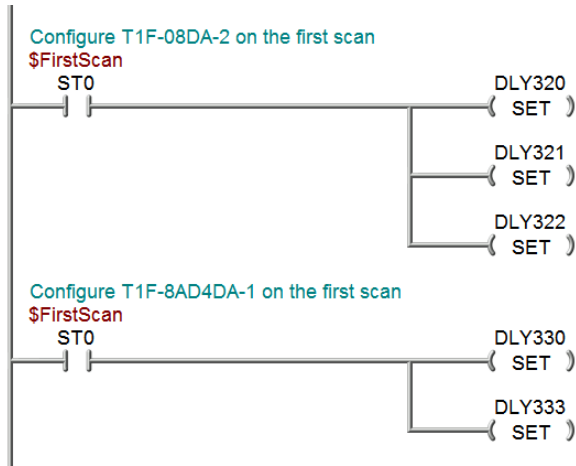 Configure T1F-08DA-2 on the first scan
$FirstScan
ST0
DLY320
SET
DLY321
SET
DLY322
SET
Configure T1F-8AD4DA-1 on the first scan
$FirstScan
ST0
DLY330
SET
DLY333
SET